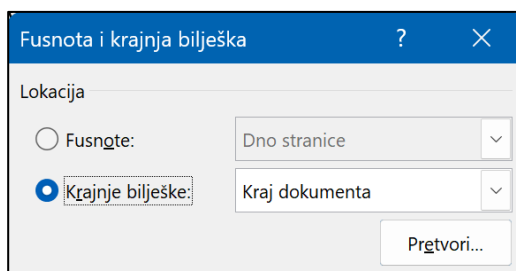 Fusnota i krajnja bilješka ? ×
Lokacija
Fusnote: Dno stranice
Krajnje bilješke: Kraj dokumenta
Pretvori...